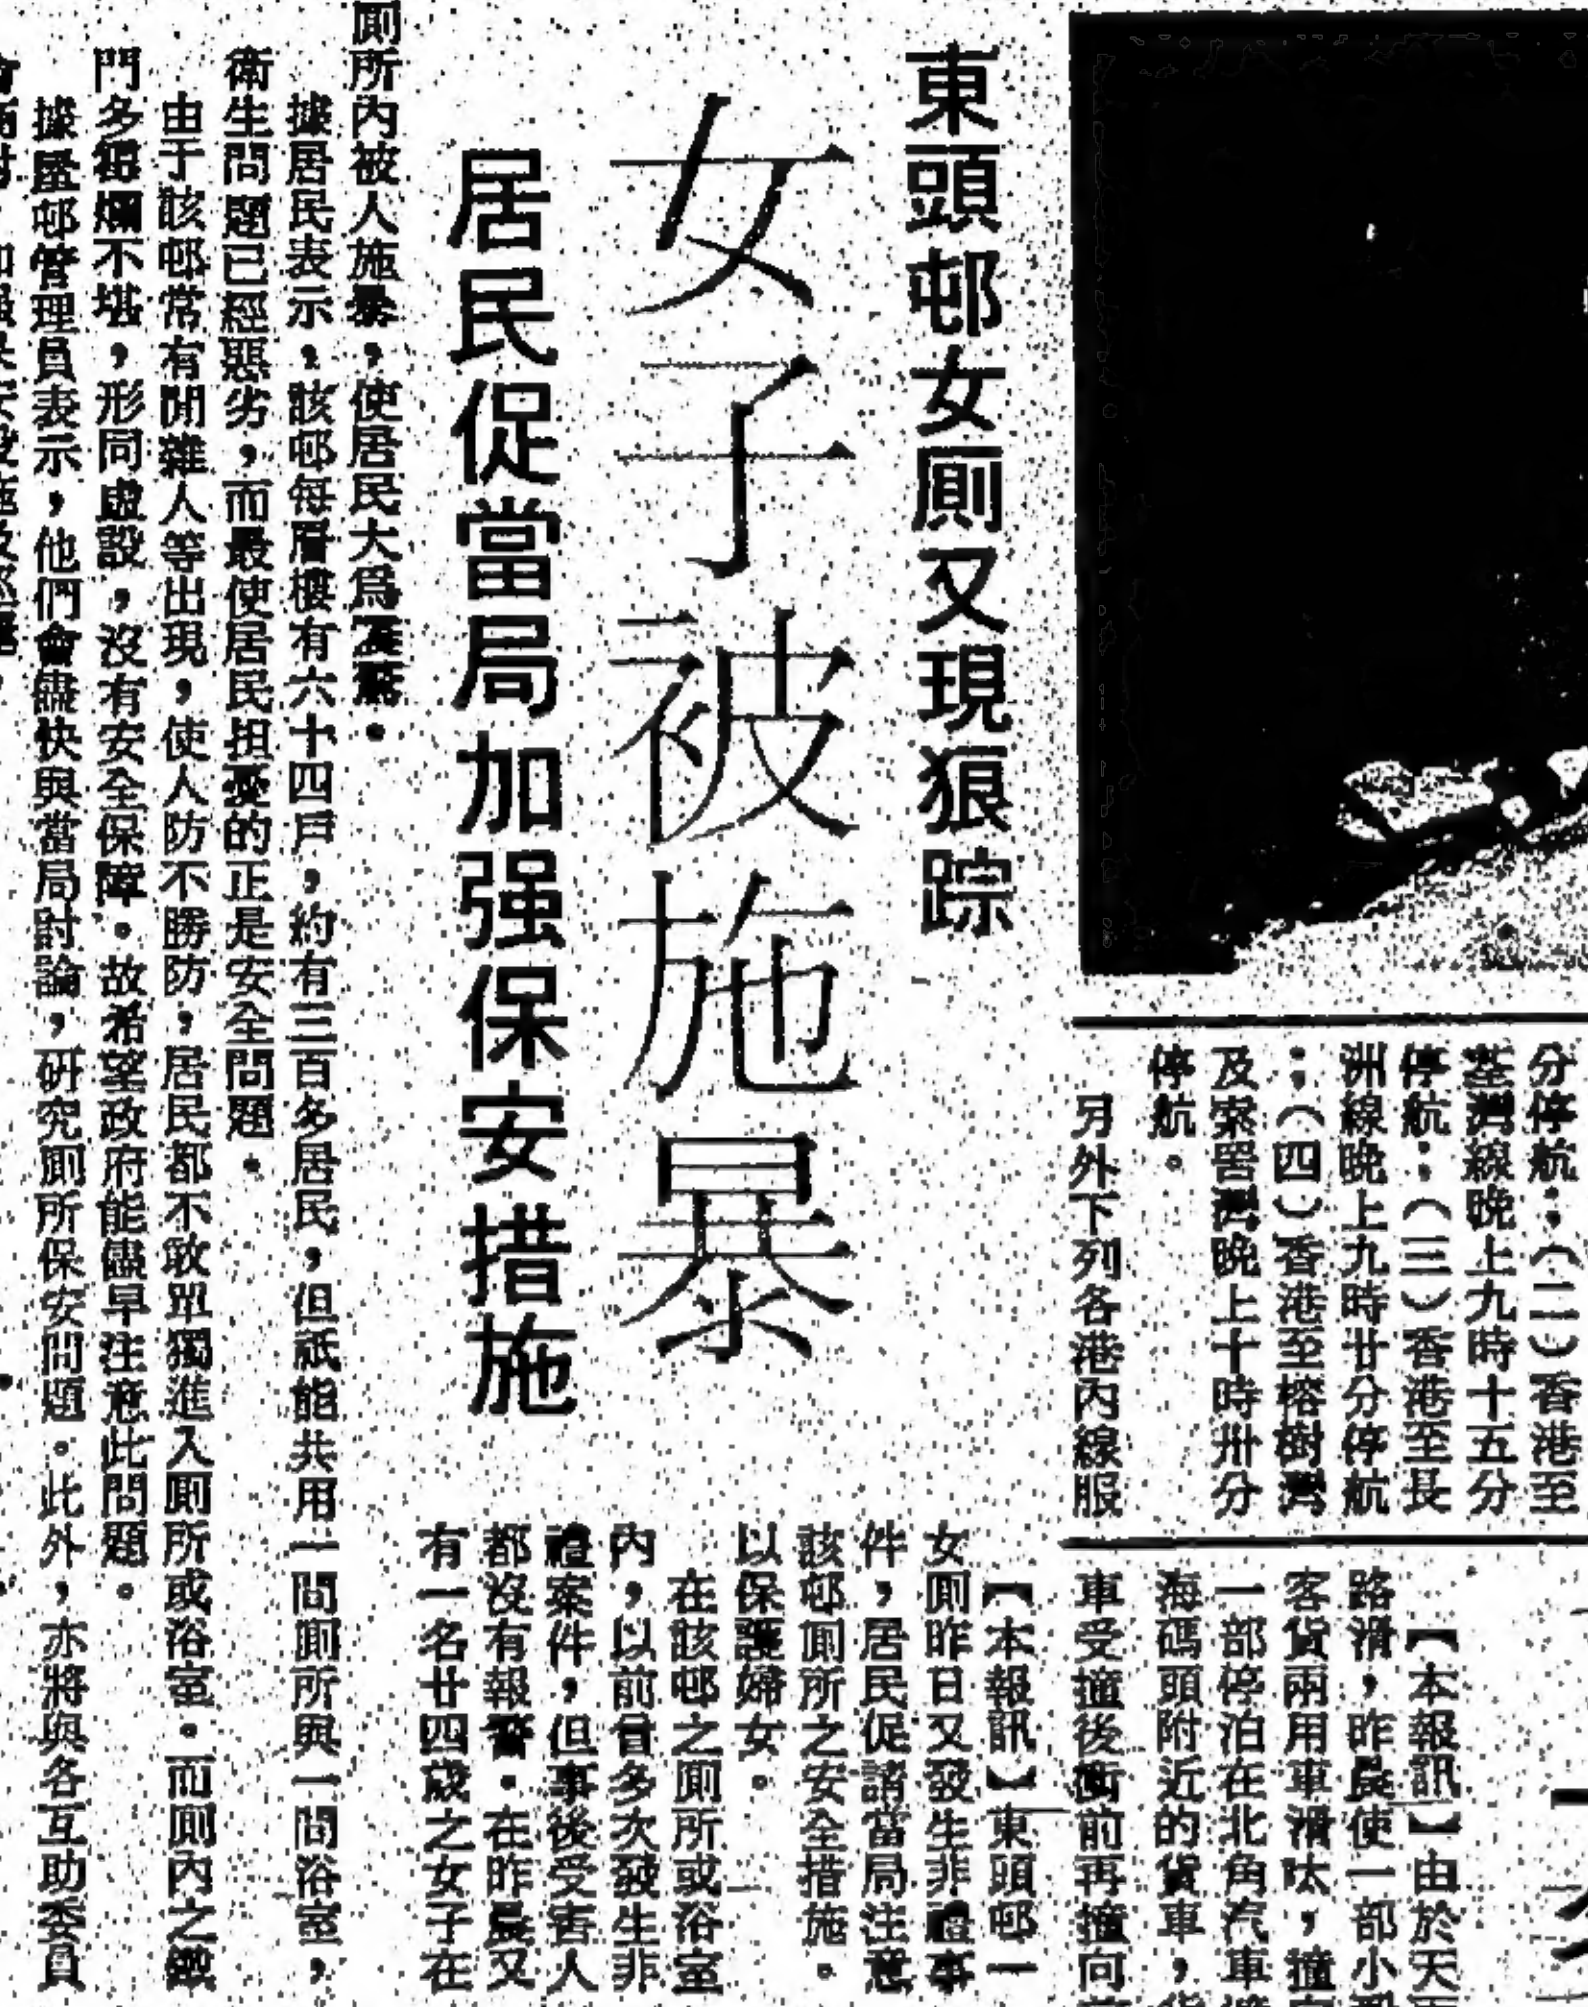 分停航；（二）香港至
荃灣線晚上九時十五分
停航；（三）香港至長
洲線晚上九時廿分停航
；（四）香港至榕樹灣
及索罟灣晚上十時卅分
停航。
另外下列各港內線服
【本報訊】由於天
路滑，昨晨使一部小
客貨兩用車滑呔，撞
一部停泊在北角汽車
海碼頭附近的貨車，
車受撞後衝前再撞向
東頭邨女厠又現狼踪
女子被施暴
居民促當局加强保安措施
【本報訊】東頭邨一
女厠昨日又發生非禮事
件，居民促請當局注意
該邨厠所之安全措施。
以保護婦女。
在該邨之厠所或浴室
內，以前曾多次發生非
禮案件，但事後受害人
都沒有報警。在昨晨又
有一名廿四歲之女子在
厠所內被人施暴，使居民大爲震驚。
據居民表示，該邨每層樓有六十四戶，約有三百多居民，但祇能共用一間厠所與一間浴室，
衛生問題已經惡劣，而最使居民担憂的正是安全問題。
由于該邨常有閒雜人等出現，使人防不勝防，居民都不敢單獨進入厠所或浴室。而厠內之鐵
門多霉爛不堪，形同虛設，沒有安全保障。故希望政府能儘早注意此問題。
據屋邨管理員表示，他們會儘快與當局討論，研究厠所保安問題。此外，亦將與各互助委員